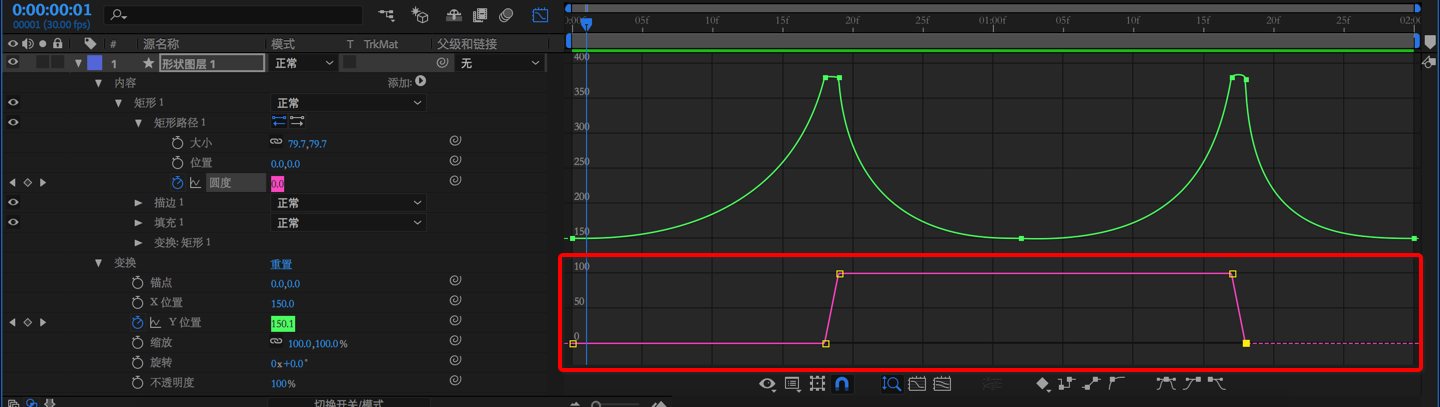 0:00:00:01
00001 (30.00 fps)
# 源名称 模式 T TrkMat 父级和链接
1 形状图层 1 正常 无
内容 添加:
矩形 1 正常
矩形路径 1
大小 79.7,79.7
位置 0.0,0.0
圆度 0.0
描边 1 正常
填充 1 正常
变换: 矩形 1
变换 重置
锚点 0.0,0.0
X 位置 150.0
Y 位置 150.1
缩放 100.0,100.0 %
旋转 0x+0.0°
不透明度 100%
切换开关/模式
05f 10f 15f 20f 25f 01:00f 05f 10f 15f 20f 25f
400
350
300
250
200
150
100
50
0